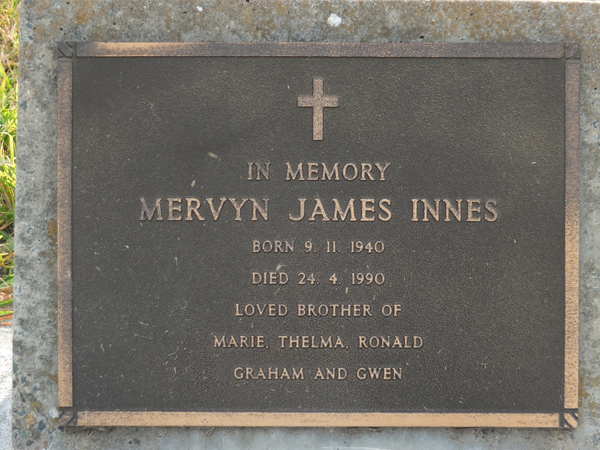 IN MEMORY
MERVYN JAMES INNES
BORN 9. 11. 1940
DIED 24. 4. 1990
LOVED BROTHER OF
MARIE, THELMA, RONALD
GRAHAM AND GWEN